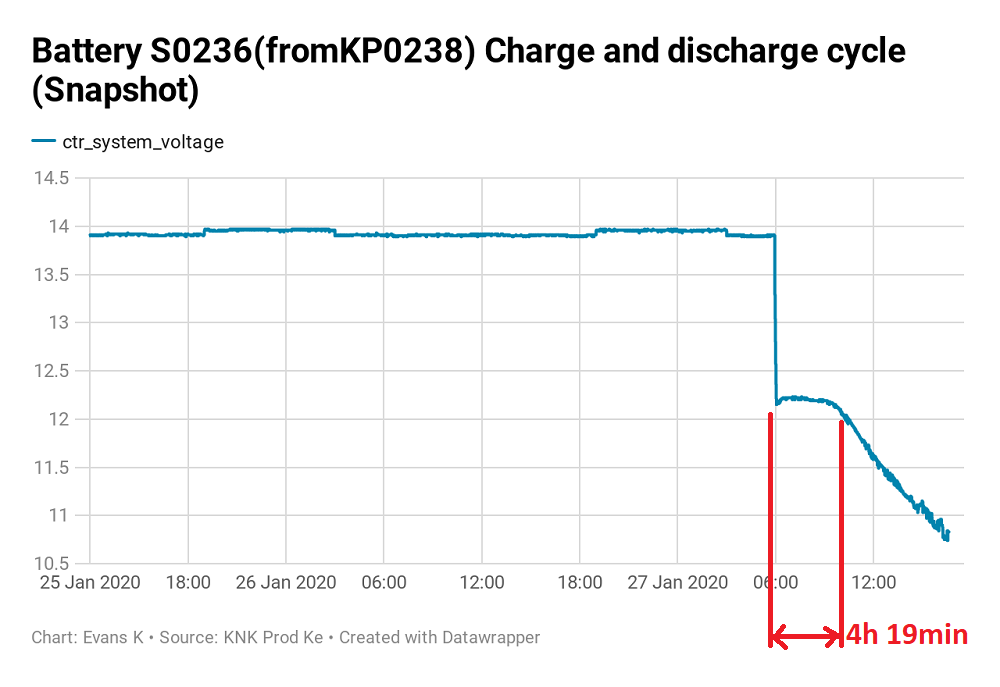 Battery S0236(fromKP0238) Charge and discharge cycle
(Snapshot)
ctr_system_voltage
14.5
14
13.5
13
12.5
12
11.5
11
10.5
25 Jan 2020 18:00 26 Jan 2020 06:00 12:00 18:00 27 Jan 2020 06:00 12:00
4h 19min
Chart: Evans K • Source: KNK Prod Ke • Created with Datawrapper